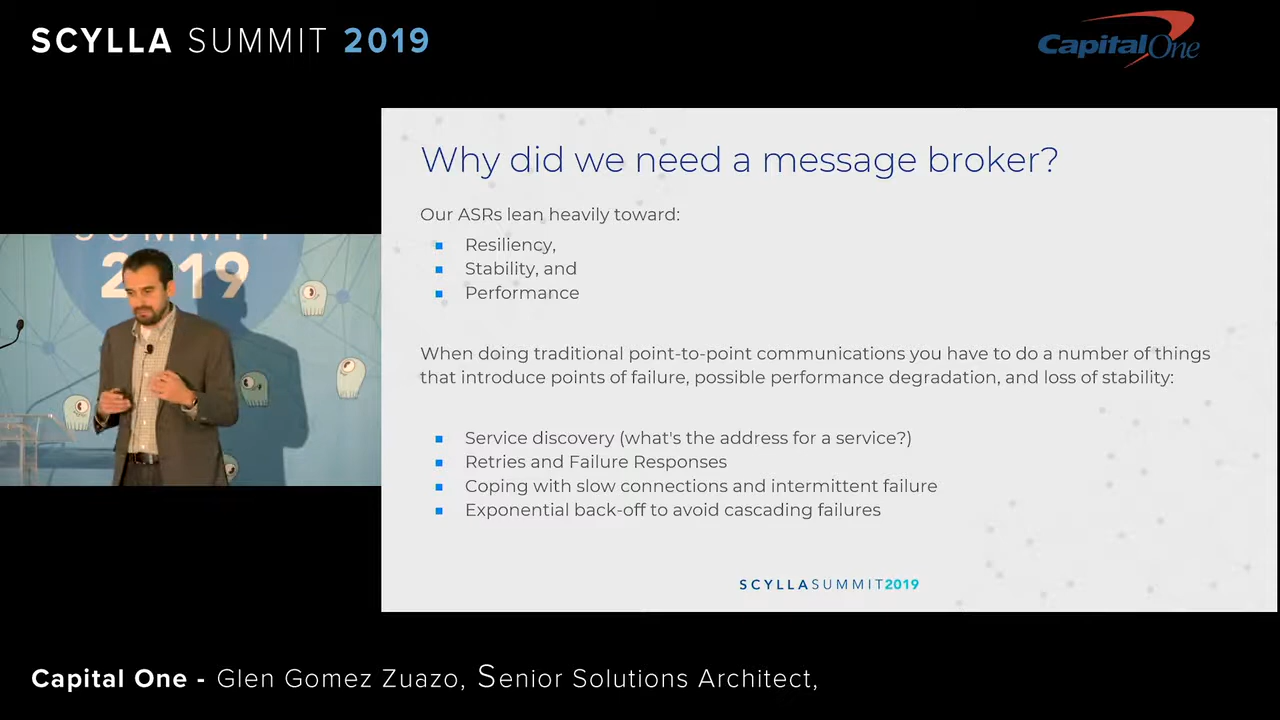 SCYLLA SUMMIT 2019
CapitalOne
Why did we need a message broker?
Our ASRs lean heavily toward:
Resiliency,
Stability, and
Performance
When doing traditional point-to-point communications you have to do a number of things
that introduce points of failure, possible performance degradation, and loss of stability:
Service discovery (what's the address for a service?)
Retries and Failure Responses
Coping with slow connections and intermittent failure
Exponential back-off to avoid cascading failures
SCYLLASUMMIT2019
SUMMIT
2019
Capital One - Glen Gomez Zuazo, Senior Solutions Architect,